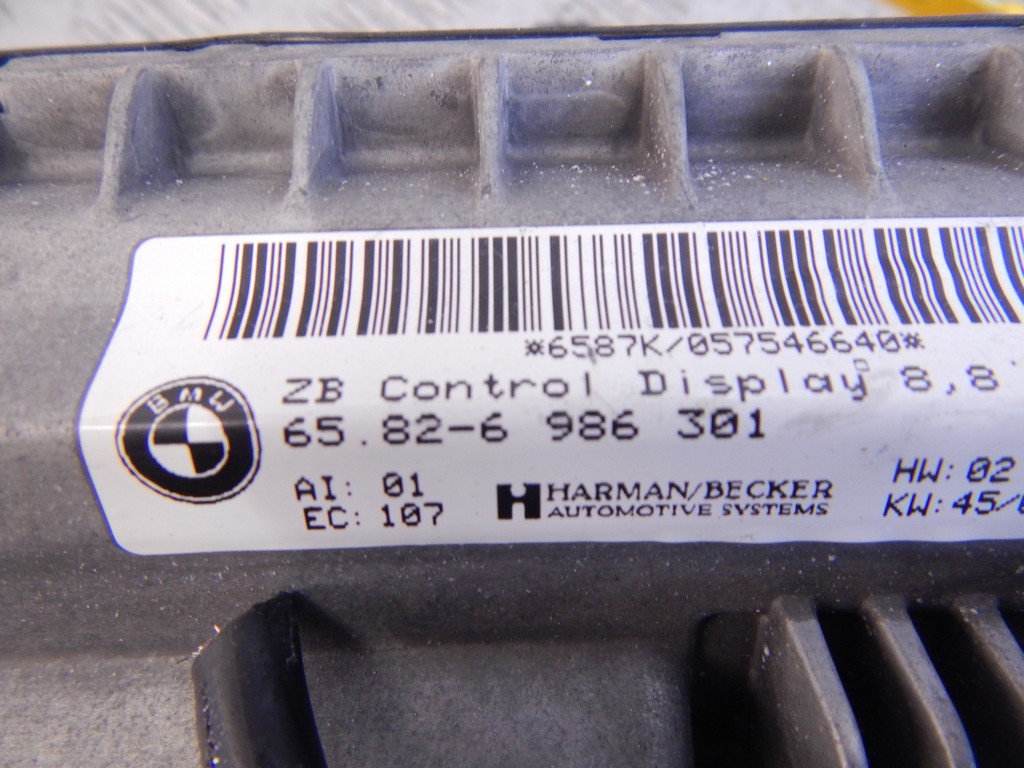 *6587K/057546640*
ZB Control Display 8,8
65.82-6 986 301
BMW
AI: 01
EC: 107
HARMAN/BECKER
AUTOMOTIVE SYSTEMS
HW: 02
KW: 45/